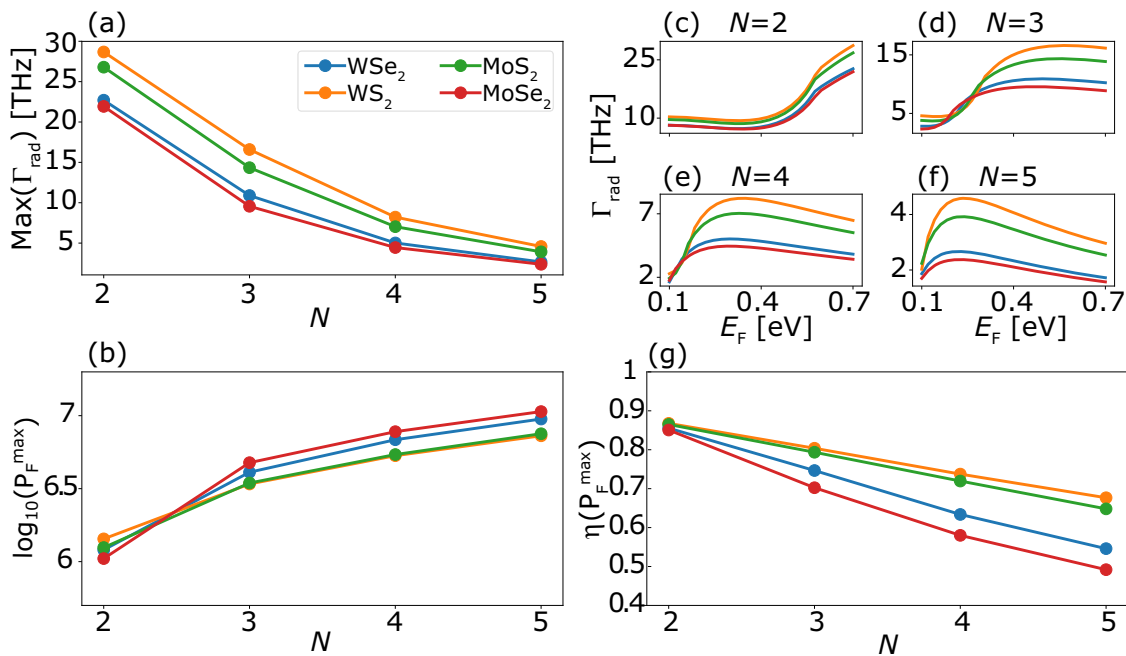 (a)
Max(Γrad) [THz]
30
25
20
15
10
5
WSe2
WS2
MoS2
MoSe2
2 3 4 5
N
(b)
log10(PFmax)
7
6.5
6
2 3 4 5
N
(c) N=2
25
10
(d) N=3
15
5
Γrad [THz]
(e) N=4
7
2
0.1 0.4 0.7
EF [eV]
(f) N=5
4
2
0.1 0.4 0.7
EF [eV]
(g)
η(PFmax)
1
0.9
0.8
0.7
0.6
0.5
0.4
2 3 4 5
N